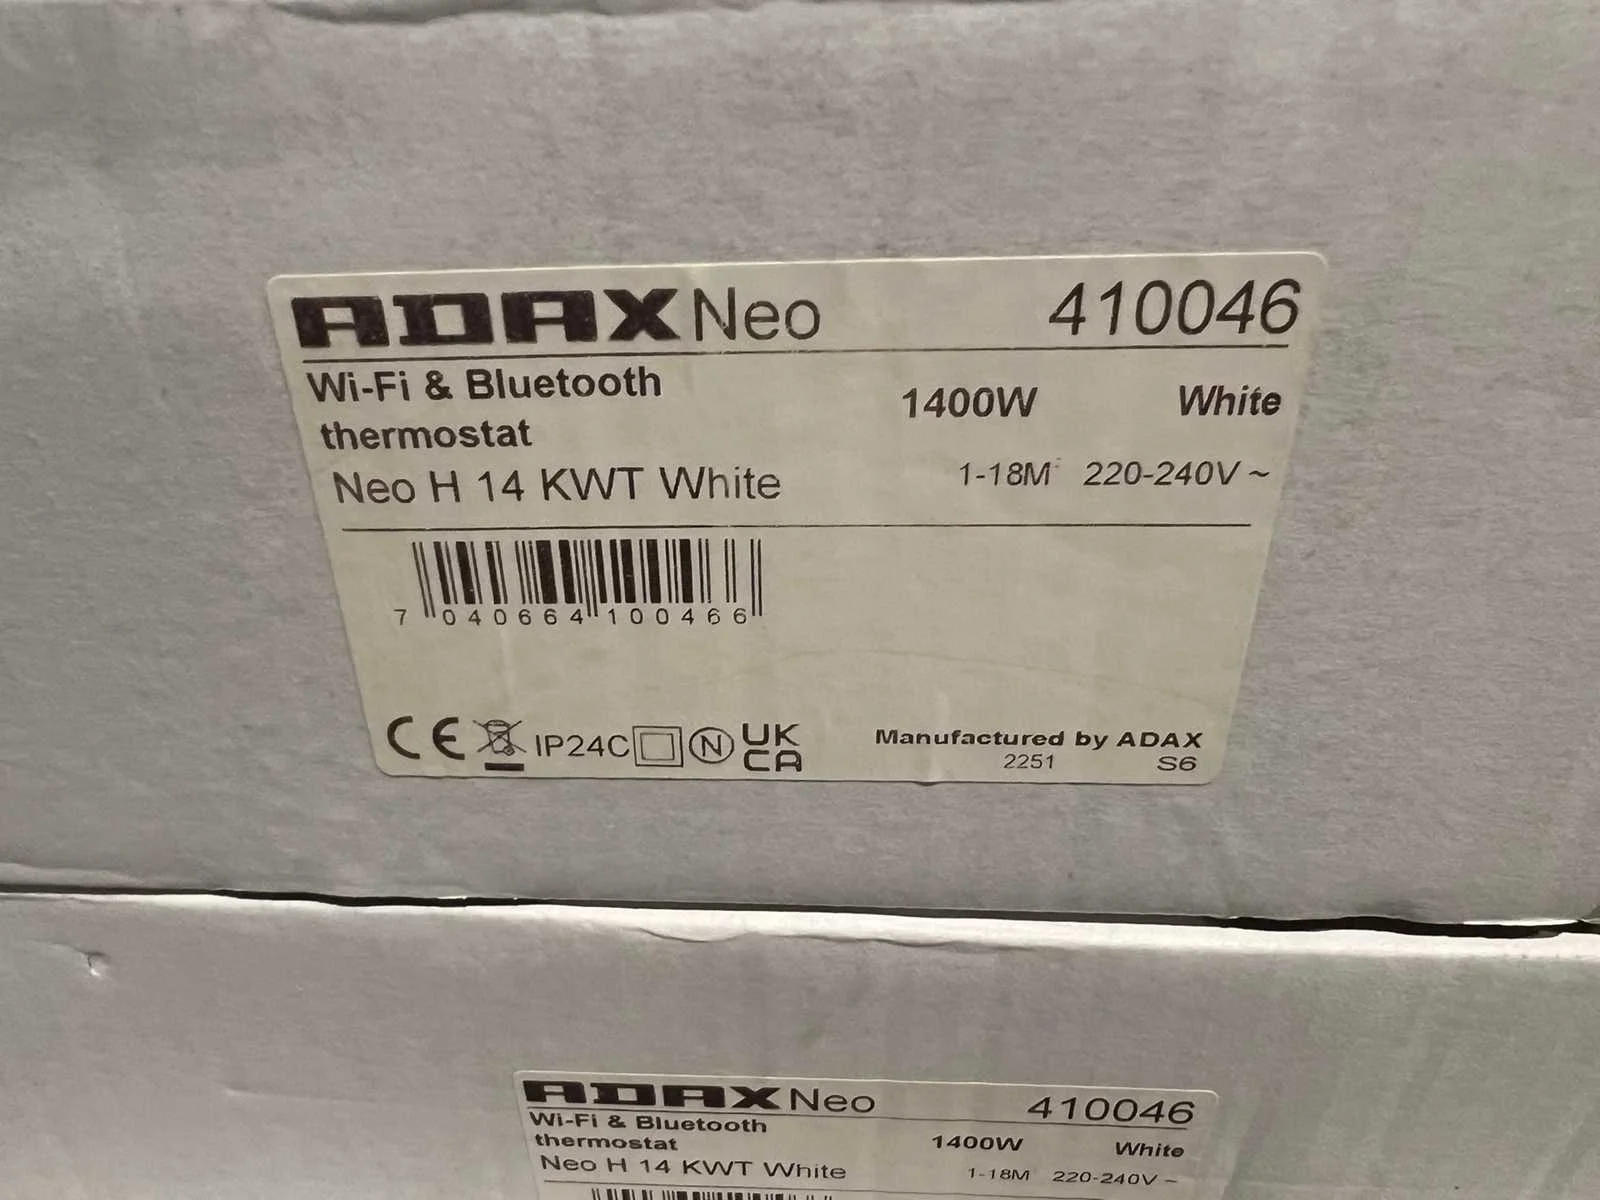 ADAX Neo 410046
Wi-Fi & Bluetooth
thermostat
1400W White
Neo H 14 KWT White
1-18M 220-240V ~
7 040664 100466
CE IP24C N UK
CA
Manufactured by ADAX
2251 S6
ADAX Neo 410046
Wi-Fi & Bluetooth
thermostat
1400W White
Neo H 14 KWT White
1-18M 220-240V ~